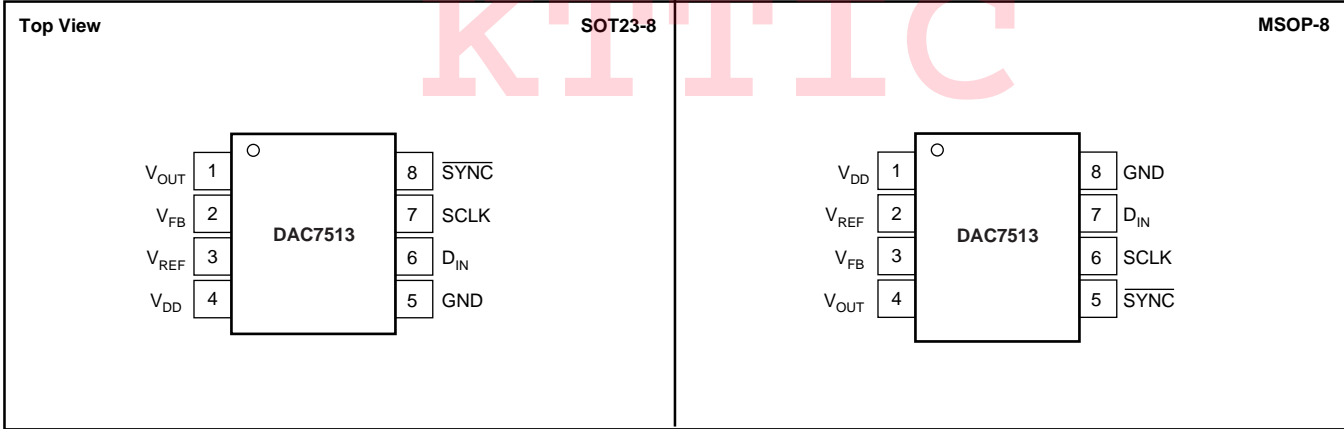 KTTIC
Top View SOT23-8
V_OUT 1 8 S̅Y̅N̅C̅
V_FB 2 7 SCLK
DAC7513
V_REF 3 6 D_IN
V_DD 4 5 GND
MSOP-8
V_DD 1 8 GND
V_REF 2 7 D_IN
DAC7513
V_FB 3 6 SCLK
V_OUT 4 5 S̅Y̅N̅C̅